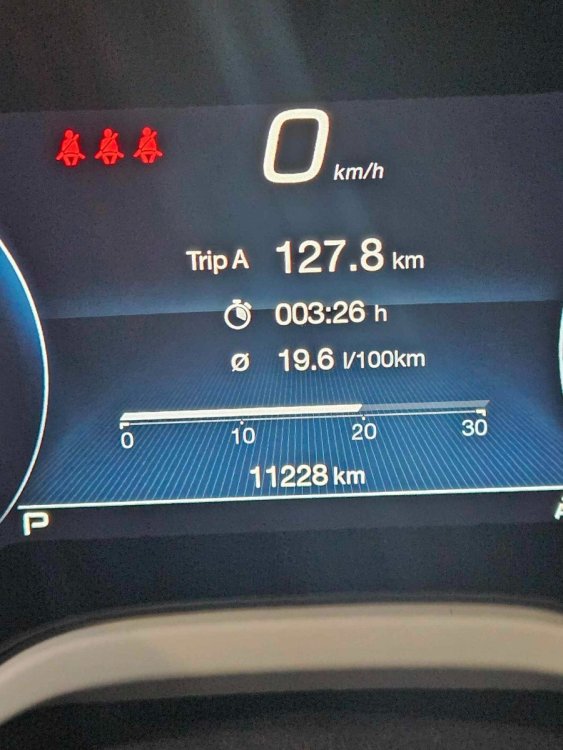 0 km/h
Trip A 127.8 km
003:26 h
Ø 19.6 l/100km
0 10 20 30
11228 km
P